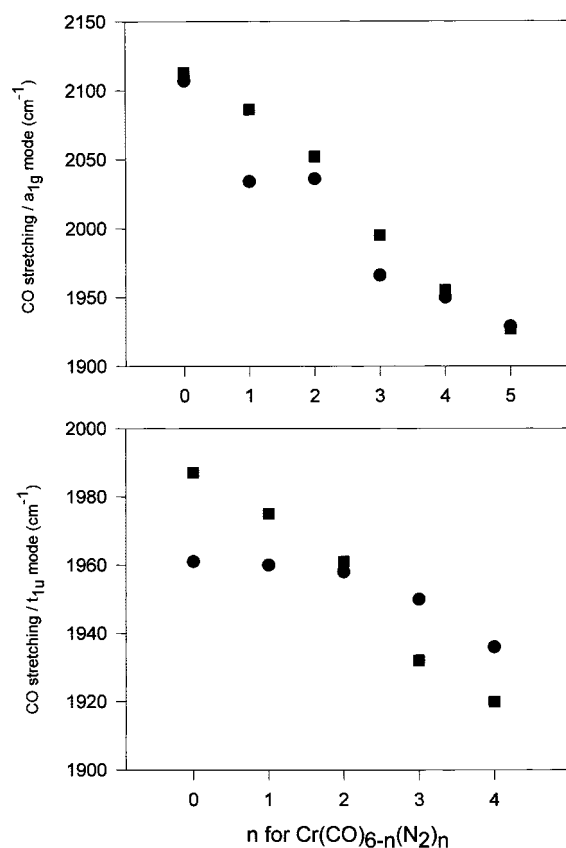 2150
2100
2050
2000
1950
1900
CO stretching / a1g mode (cm⁻¹)
0 1 2 3 4 5
2000
1980
1960
1940
1920
1900
CO stretching / t1u mode (cm⁻¹)
0 1 2 3 4
n for Cr(CO)6-n(N2)n